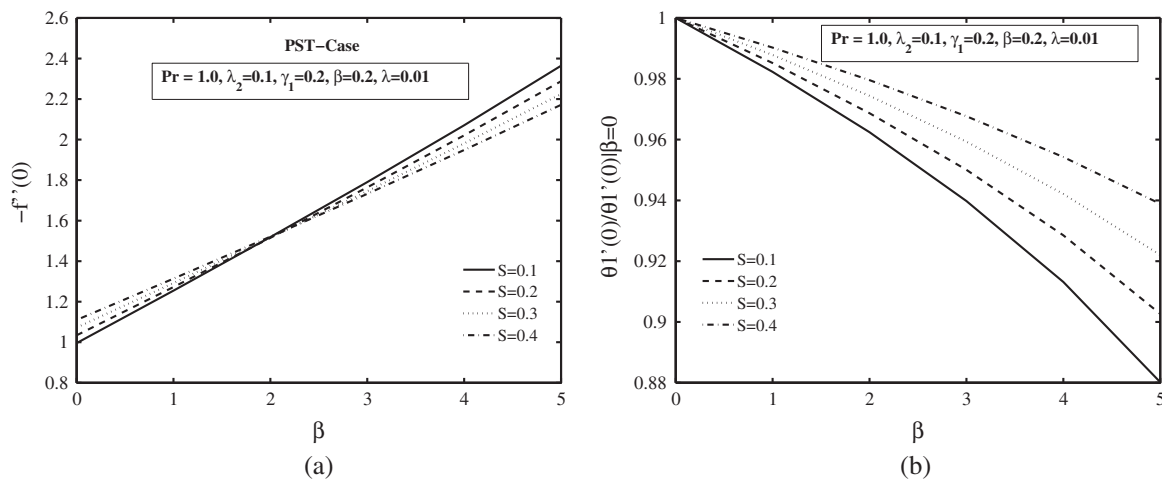 2.6
2.4
2.2
2
1.8
1.6
1.4
1.2
1
0.8
−f''(0)
PST−Case
Pr = 1.0, λ₂=0.1, γ₁=0.2, β=0.2, λ=0.01
S=0.1
S=0.2
S=0.3
S=0.4
0 1 2 3 4 5
β
(a)
1
0.98
0.96
0.94
0.92
0.9
0.88
θ1'(0)/θ1'(0)|β=0
Pr = 1.0, λ₂=0.1, γ₁=0.2, β=0.2, λ=0.01
S=0.1
S=0.2
S=0.3
S=0.4
0 1 2 3 4 5
β
(b)